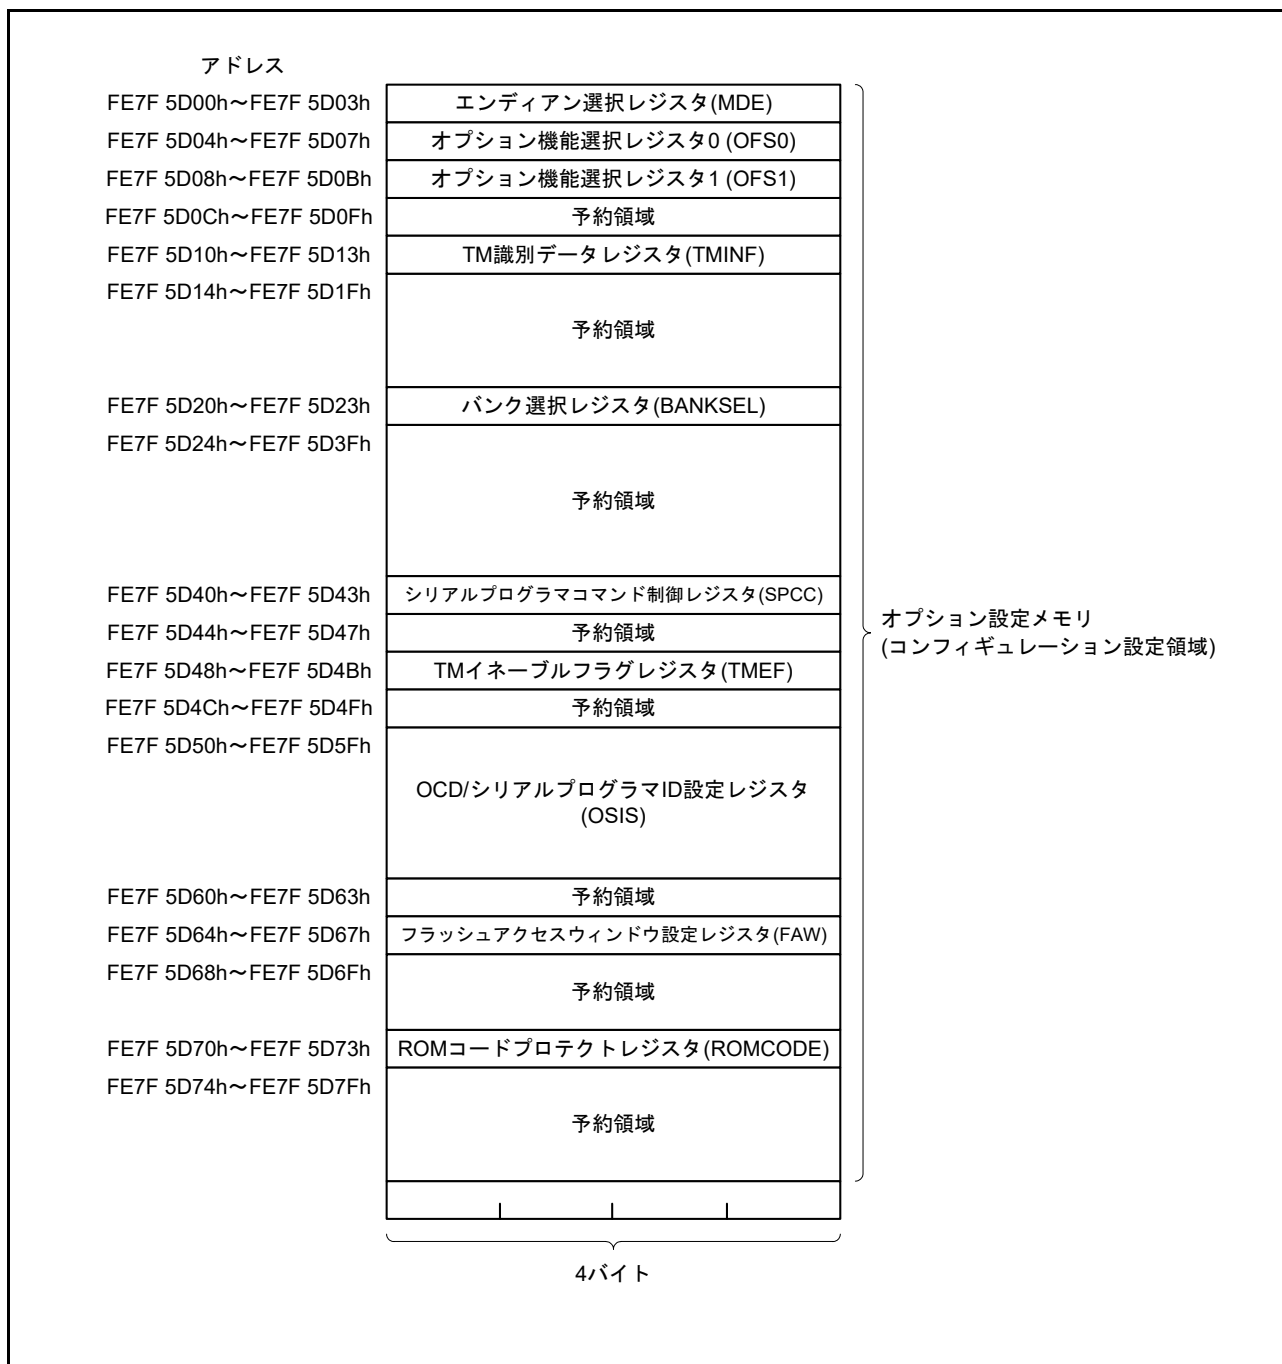 アドレス
FE7F 5D00h～FE7F 5D03h エンディアン選択レジスタ(MDE)
FE7F 5D04h～FE7F 5D07h オプション機能選択レジスタ0 (OFS0)
FE7F 5D08h～FE7F 5D0Bh オプション機能選択レジスタ1 (OFS1)
FE7F 5D0Ch～FE7F 5D0Fh 予約領域
FE7F 5D10h～FE7F 5D13h TM識別データレジスタ(TMINF)
FE7F 5D14h～FE7F 5D1Fh
予約領域
FE7F 5D20h～FE7F 5D23h バンク選択レジスタ(BANKSEL)
FE7F 5D24h～FE7F 5D3Fh
予約領域
FE7F 5D40h～FE7F 5D43h シリアルプログラマコマンド制御レジスタ(SPCC)
FE7F 5D44h～FE7F 5D47h 予約領域
FE7F 5D48h～FE7F 5D4Bh TMイネーブルフラグレジスタ(TMEF)
FE7F 5D4Ch～FE7F 5D4Fh 予約領域
FE7F 5D50h～FE7F 5D5Fh
OCD/シリアルプログラマID設定レジスタ
(OSIS)
FE7F 5D60h～FE7F 5D63h 予約領域
FE7F 5D64h～FE7F 5D67h フラッシュアクセスウィンドウ設定レジスタ(FAW)
FE7F 5D68h～FE7F 5D6Fh
予約領域
FE7F 5D70h～FE7F 5D73h ROMコードプロテクトレジスタ(ROMCODE)
FE7F 5D74h～FE7F 5D7Fh
予約領域
オプション設定メモリ
(コンフィギュレーション設定領域)
4バイト